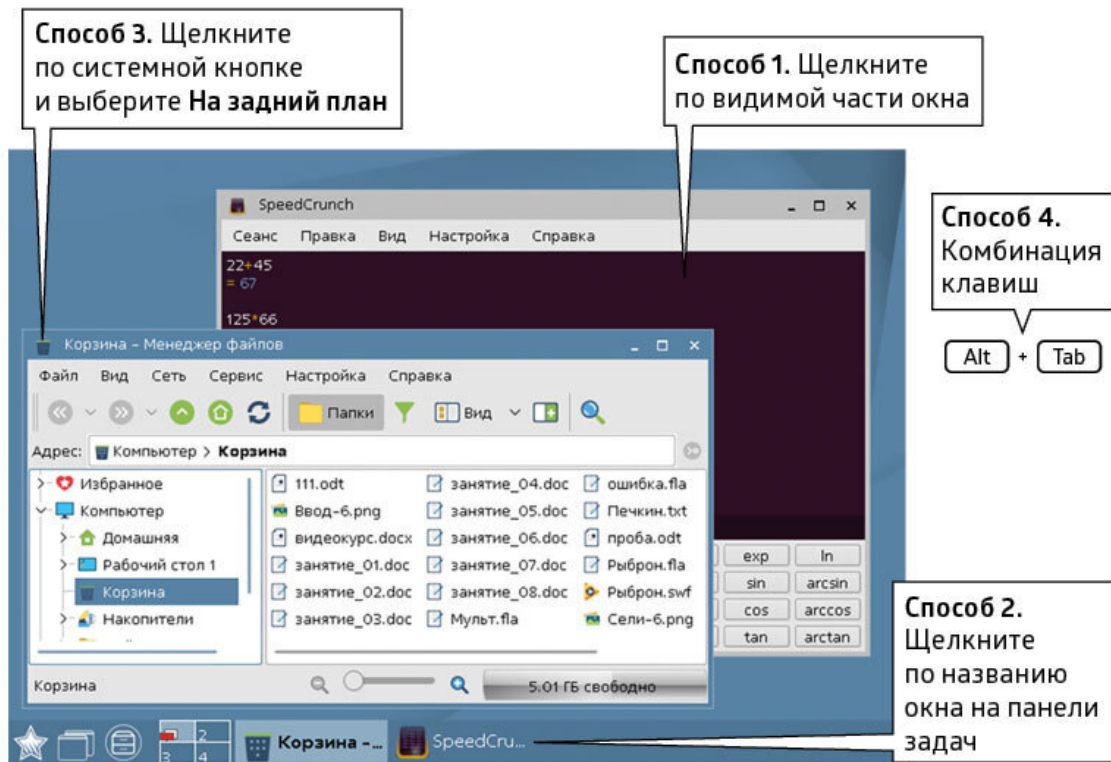 Способ 3. Щелкните
по системной кнопке
и выберите На задний план
Способ 1. Щелкните
по видимой части окна
SpeedCrunch
Сеанс Правка Вид Настройка Справка
22+45
= 67
125*66
Способ 4.
Комбинация
клавиш
Alt + Tab
Корзина – Менеджер файлов
Файл Вид Сеть Сервис Настройка Справка
Папки Вид
Адрес: Компьютер > Корзина
Избранное
Компьютер
Домашняя
Рабочий стол 1
Корзина
Накопители
111.odt занятие_04.doc ошибка.fla
Ввод-6.png занятие_05.doc Печкин.txt
видеокурс.docx занятие_06.doc проба.odt
занятие_01.doc занятие_07.doc Рыброн.fla
занятие_02.doc занятие_08.doc Рыброн.swf
занятие_03.doc Мульт.fla Сели-6.png
exp ln
sin arcsin
cos arccos
tan arctan
Корзина 5.01 ГБ свободно
Способ 2.
Щелкните
по названию
окна на панели
задач
2
3 4
Корзина –... SpeedCru...